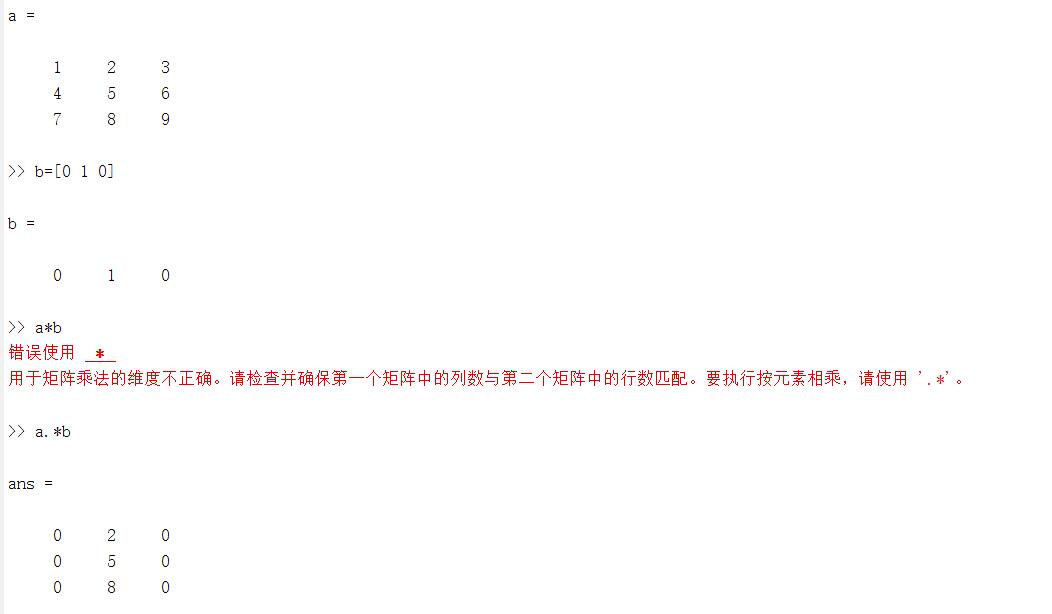 a =
1 2 3
4 5 6
7 8 9
>> b=[0 1 0]
b =
0 1 0
>> a*b
错误使用 *
用于矩阵乘法的维度不正确。请检查并确保第一个矩阵中的列数与第二个矩阵中的行数匹配。要执行按元素相乘，请使用 '.*'。
>> a.*b
ans =
0 2 0
0 5 0
0 8 0